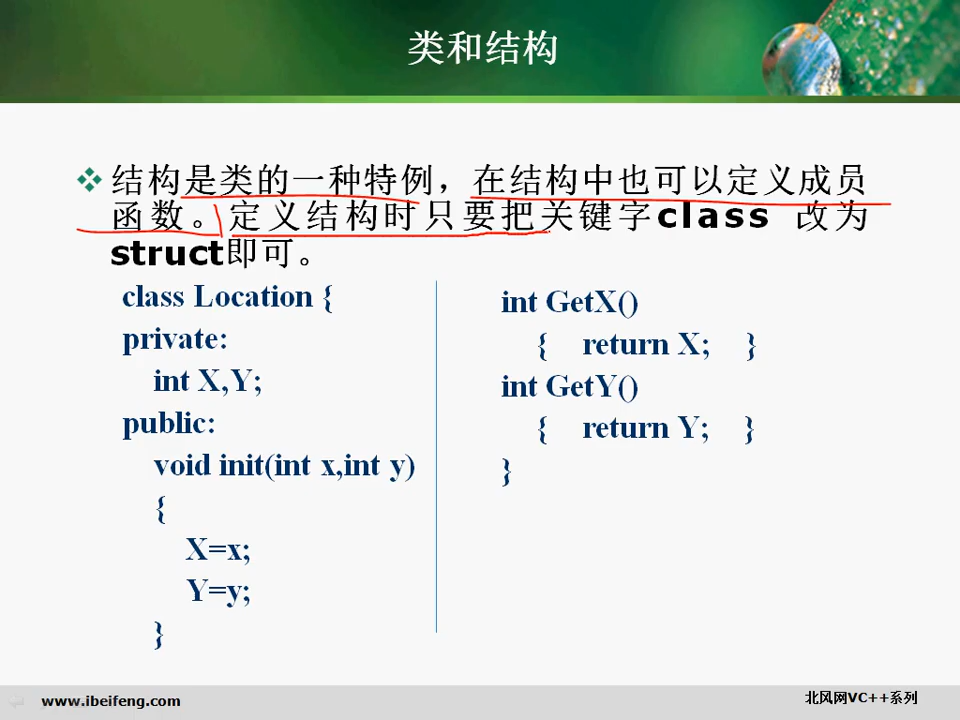 类和结构
结构是类的一种特例，在结构中也可以定义成员
函数。定义结构时只要把关键字class 改为
struct即可。
class Location {
private:
int X,Y;
public:
void init(int x,int y)
{
X=x;
Y=y;
}
int GetX()
{ return X; }
int GetY()
{ return Y; }
}
www.ibeifeng.com
北风网VC++系列